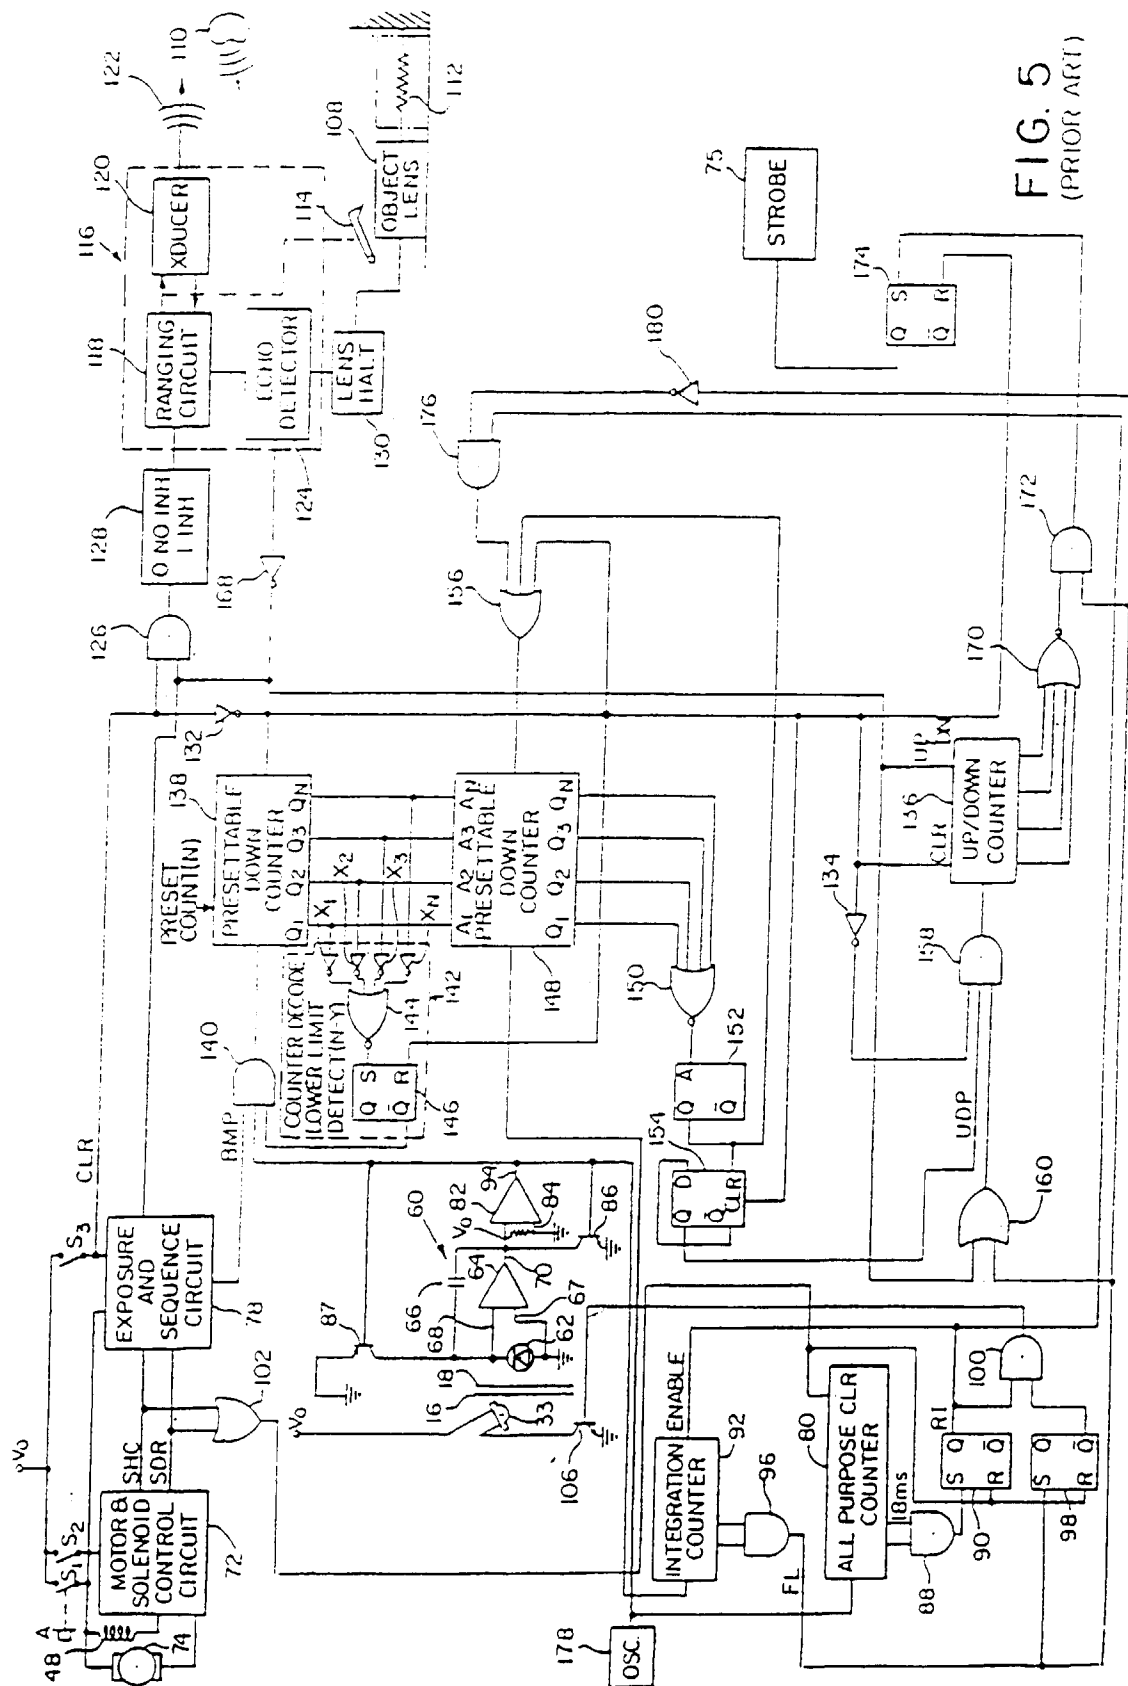 FIG. 5
(PRIOR ART)
A
48
74
S1
S2
V0
MOTOR &
SOLENOID
CONTROL
CIRCUIT
72
SHC
SDR
S3
CLR
EXPOSURE
AND
SEQUENCE
CIRCUIT
78
102
BMP
140
PRESET
COUNT(N)
138
PRESETTABLE
DOWN
COUNTER
Q1 Q2 Q3 QN
132
126
128
O NO INH
1 INH
168
116
118
RANGING
CIRCUIT
120
XDUCER
122
110
ECHO
DETECTOR
124
LENS
HALT
130
114
108
OBJECT
LENS
112
COUNTER DECODE
LOWER LIMIT
DETECT (N-Y)
X1
X2
X3
XN
144
142
S Q
R Q
146
A1 A2 A3 AN
PRESETTABLE
DOWN
COUNTER
Q1 Q2 Q3 QN
148
156
176
180
75
STROBE
87
V0
16
18
33
106
66
68
60
64
70
67
62
V0
82
84
94
86
150
152
A Q
Q
154
Q D
Q CLR
174
Q S
Q R
INTEGRATION
COUNTER
ENABLE
92
96
FL
178
OSC.
ALL PURPOSE
COUNTER
CLR
80
18ms
88
S Q
R Q
RI
90
S Q
R Q
98
100
160
UDP
158
134
CLR
136
UP
DN
UP/DOWN
COUNTER
170
172